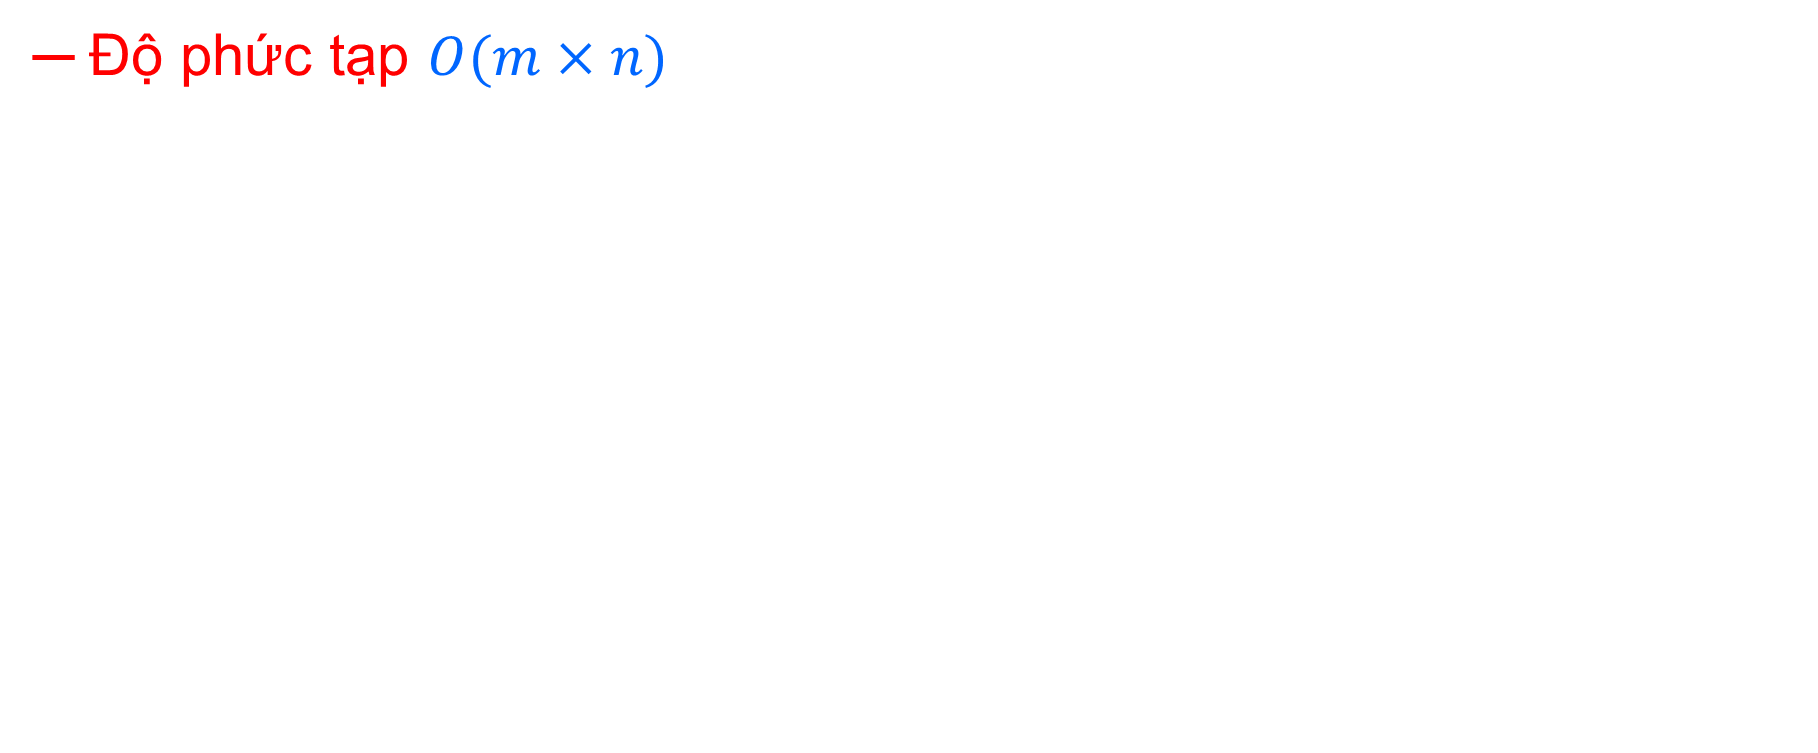 — Độ phức tạp O(m × n)